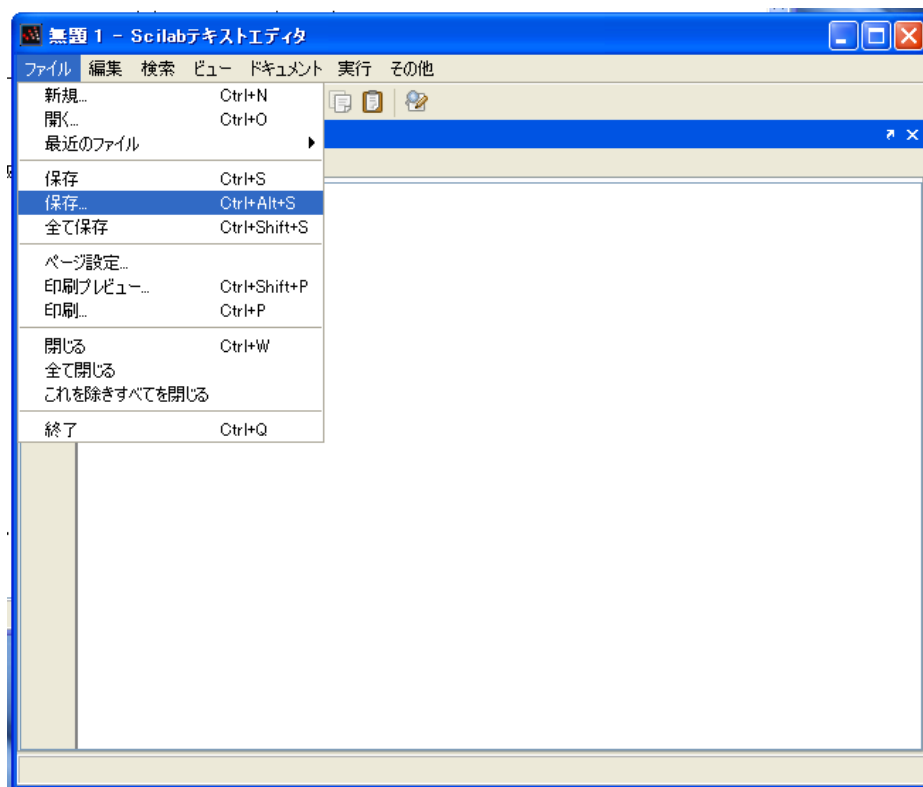 無題 1 - Scilabテキストエディタ
ファイル 編集 検索 ビュー ドキュメント 実行 その他
新規... Ctrl+N
開く... Ctrl+O
最近のファイル
保存 Ctrl+S
保存... Ctrl+Alt+S
全て保存 Ctrl+Shift+S
ページ設定...
印刷プレビュー... Ctrl+Shift+P
印刷... Ctrl+P
閉じる Ctrl+W
全て閉じる
これを除きすべてを閉じる
終了 Ctrl+Q